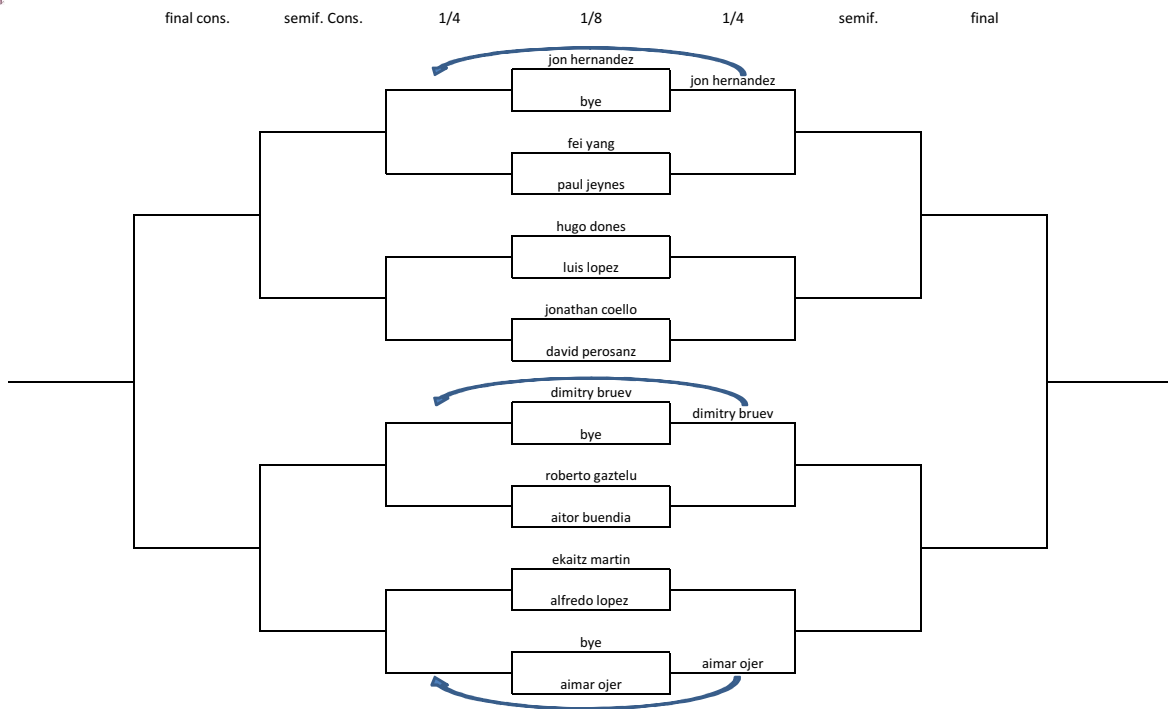 final cons. semif. Cons. 1/4 1/8 1/4 semif. final
jon hernandez
jon hernandez
bye
fei yang
paul jeynes
hugo dones
luis lopez
jonathan coello
david perosanz
dimitry bruev
dimitry bruev
bye
roberto gaztelu
aitor buendia
ekaitz martin
alfredo lopez
bye
aimar ojer
aimar ojer